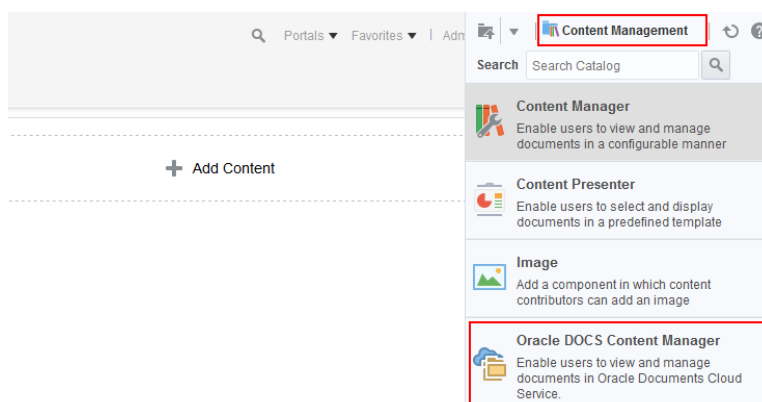 Portals Favorites Adm
Content Management
Search Search Catalog
Content Manager
Enable users to view and manage
documents in a configurable manner
Add Content
Content Presenter
Enable users to select and display
documents in a predefined template
Image
Add a component in which content
contributors can add an image
Oracle DOCS Content Manager
Enable users to view and manage
documents in Oracle Documents Cloud
Service.